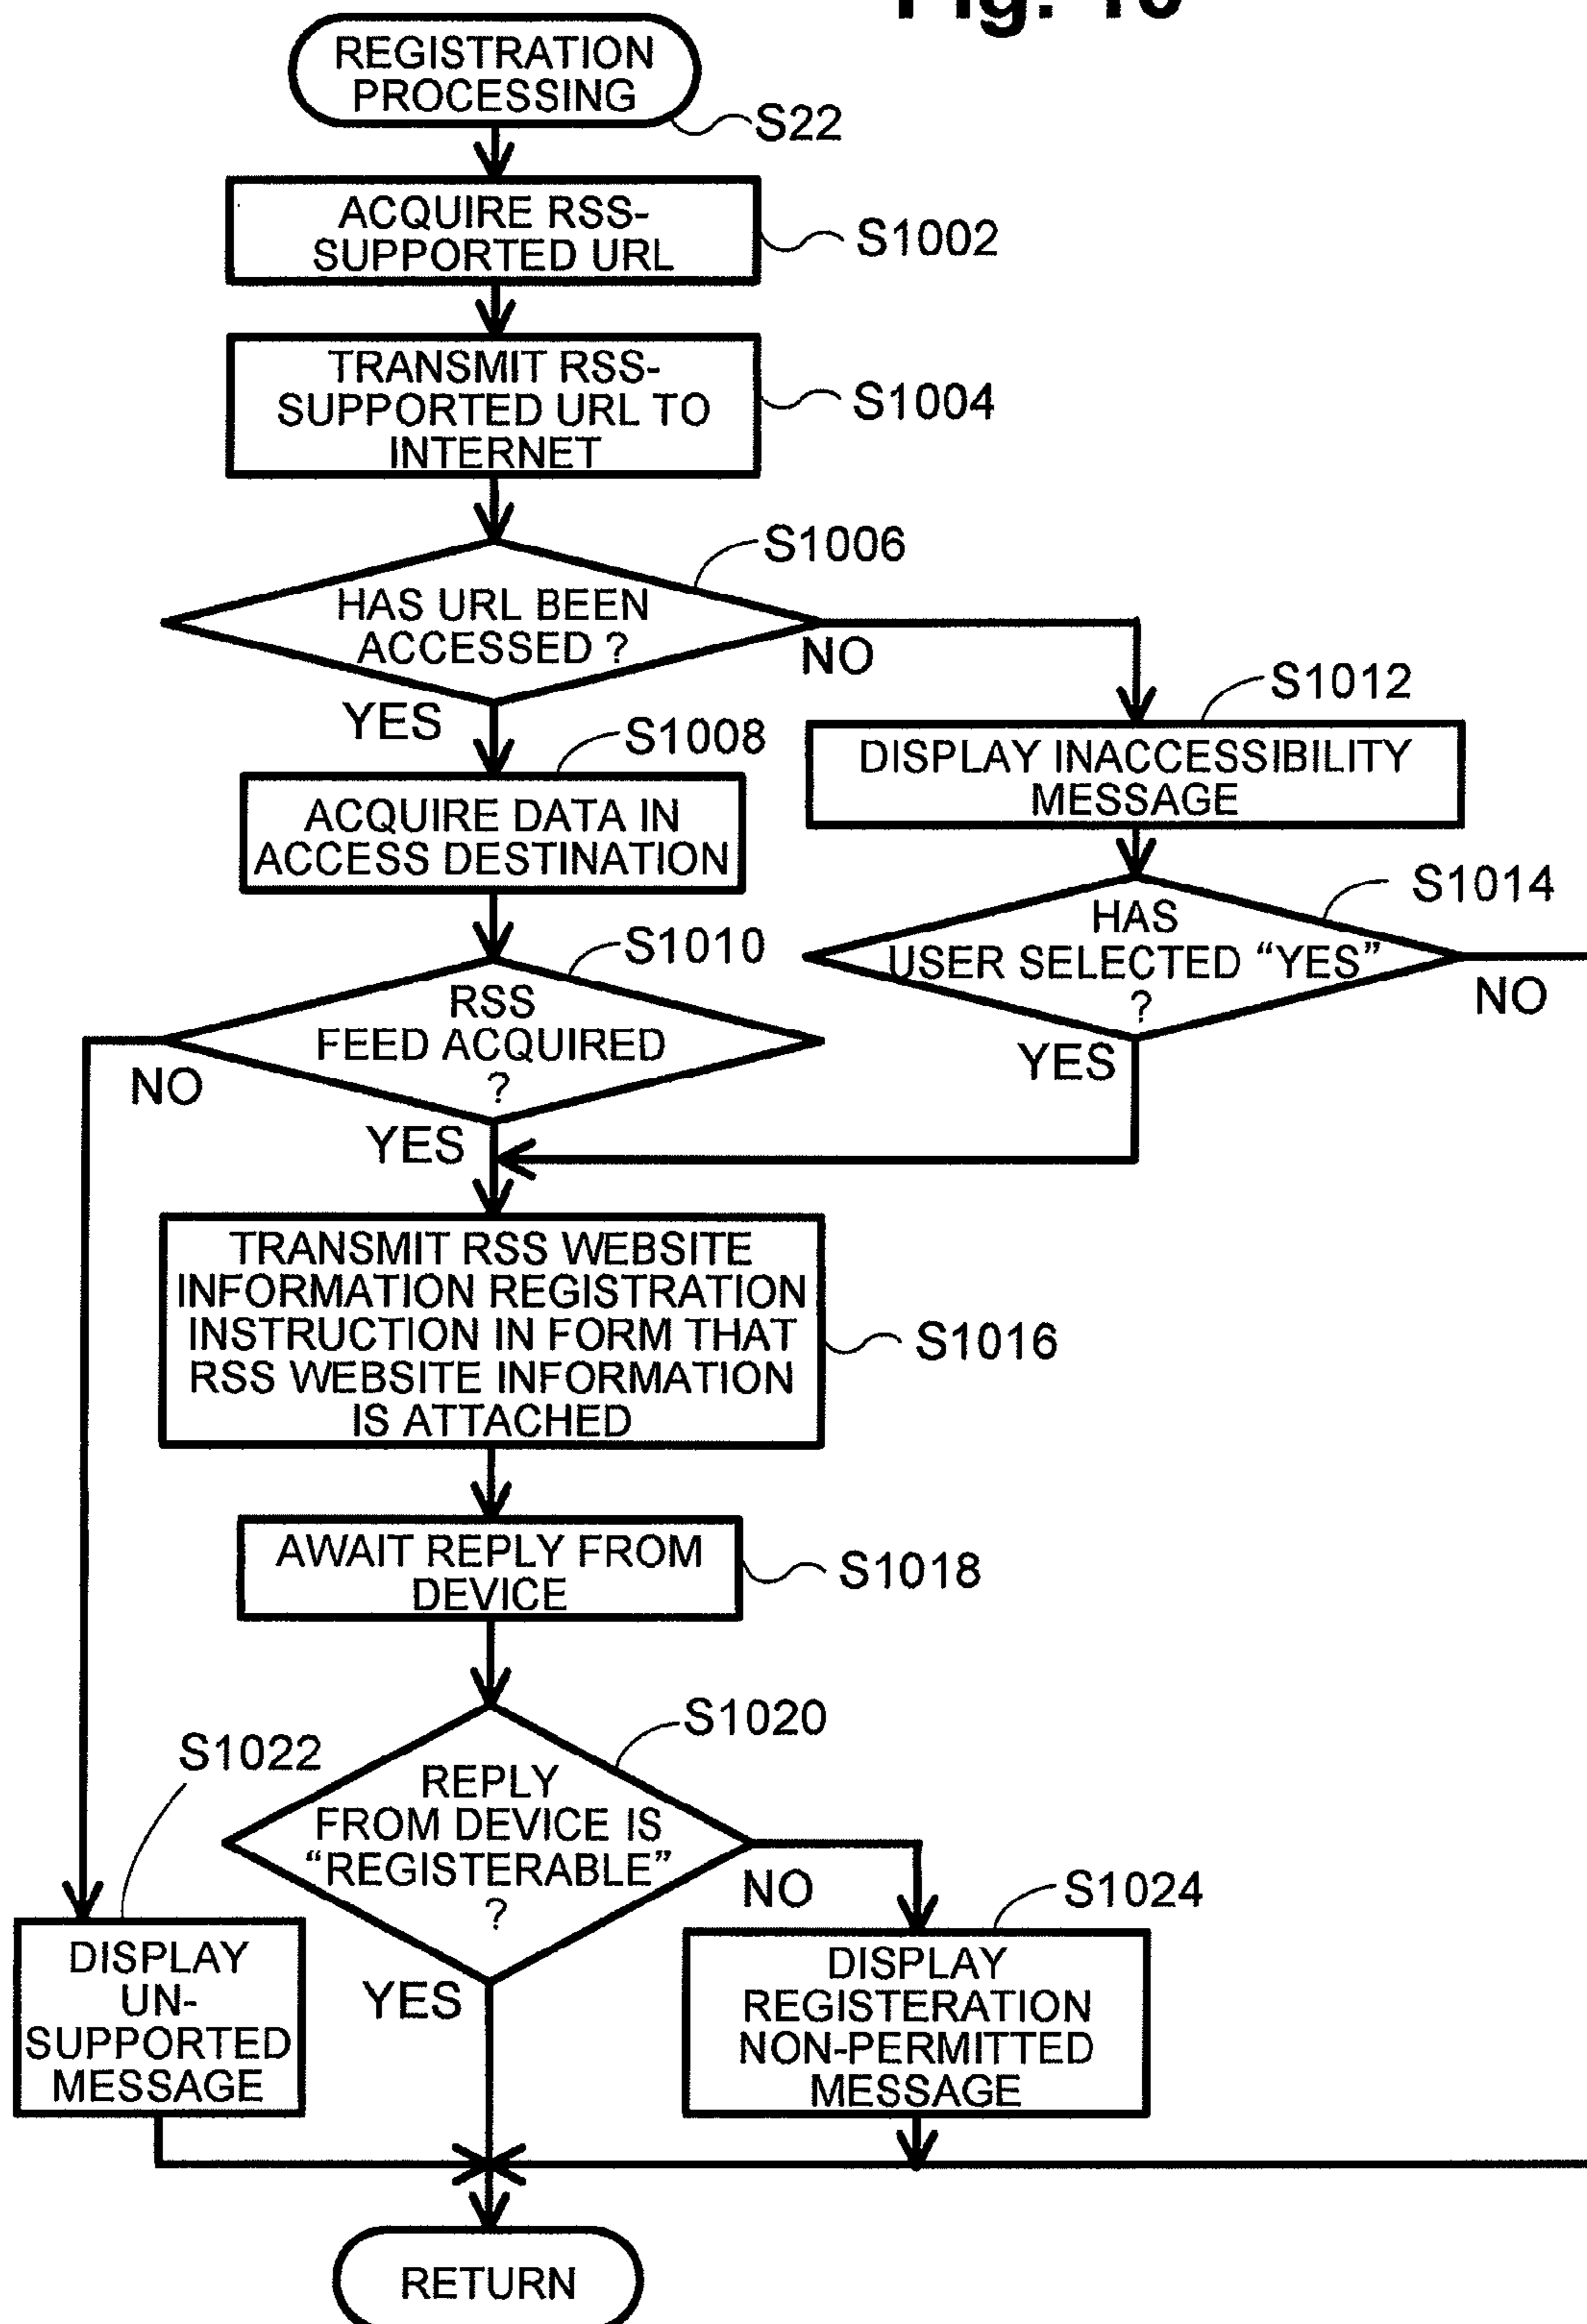 REGISTRATION
PROCESSING
S22
ACQUIRE RSS-
SUPPORTED URL
S1002
TRANSMIT RSS-
SUPPORTED URL TO
INTERNET
S1004
S1006
HAS URL BEEN
ACCESSED ?
NO
YES
S1012
DISPLAY INACCESSIBILITY
MESSAGE
S1008
ACQUIRE DATA IN
ACCESS DESTINATION
S1014
HAS
USER SELECTED “YES”
?
NO
YES
S1010
RSS
FEED ACQUIRED
?
NO
YES
TRANSMIT RSS WEBSITE
INFORMATION REGISTRATION
INSTRUCTION IN FORM THAT
RSS WEBSITE INFORMATION
IS ATTACHED
S1016
AWAIT REPLY FROM
DEVICE
S1018
S1020
REPLY
FROM DEVICE IS
“REGISTERABLE”
?
NO
YES
S1022
DISPLAY
UN-
SUPPORTED
MESSAGE
S1024
DISPLAY
REGISTERATION
NON-PERMITTED
MESSAGE
RETURN